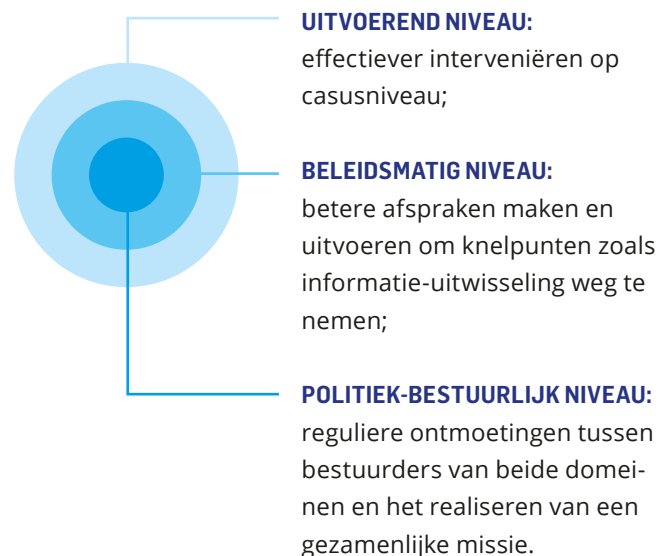 UITVOEREND NIVEAU:
effectiever interveniëren op
casusniveau;
BELEIDSMATIG NIVEAU:
betere afspraken maken en
uitvoeren om knelpunten zoals
informatie-uitwisseling weg te
nemen;
POLITIEK-BESTUURLIJK NIVEAU:
reguliere ontmoetingen tussen
bestuurders van beide domei-
nen en het realiseren van een
gezamenlijke missie.